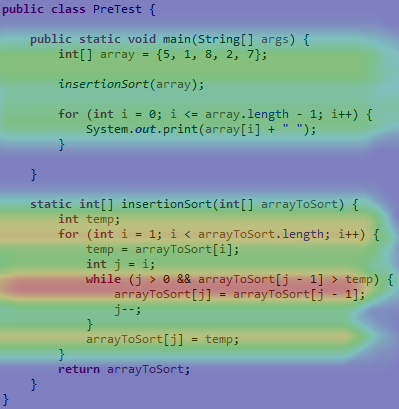 public class PreTest {
public static void main(String[] args) {
int[] array = {5, 1, 8, 2, 7};
insertionSort(array);
for (int i = 0; i <= array.length - 1; i++) {
System.out.print(array[i] + " ");
}
}
static int[] insertionSort(int[] arrayToSort) {
int temp;
for (int i = 1; i < arrayToSort.length; i++) {
temp = arrayToSort[i];
int j = i;
while (j > 0 && arrayToSort[j - 1] > temp) {
arrayToSort[j] = arrayToSort[j - 1];
j--;
}
arrayToSort[j] = temp;
}
return arrayToSort;
}
}